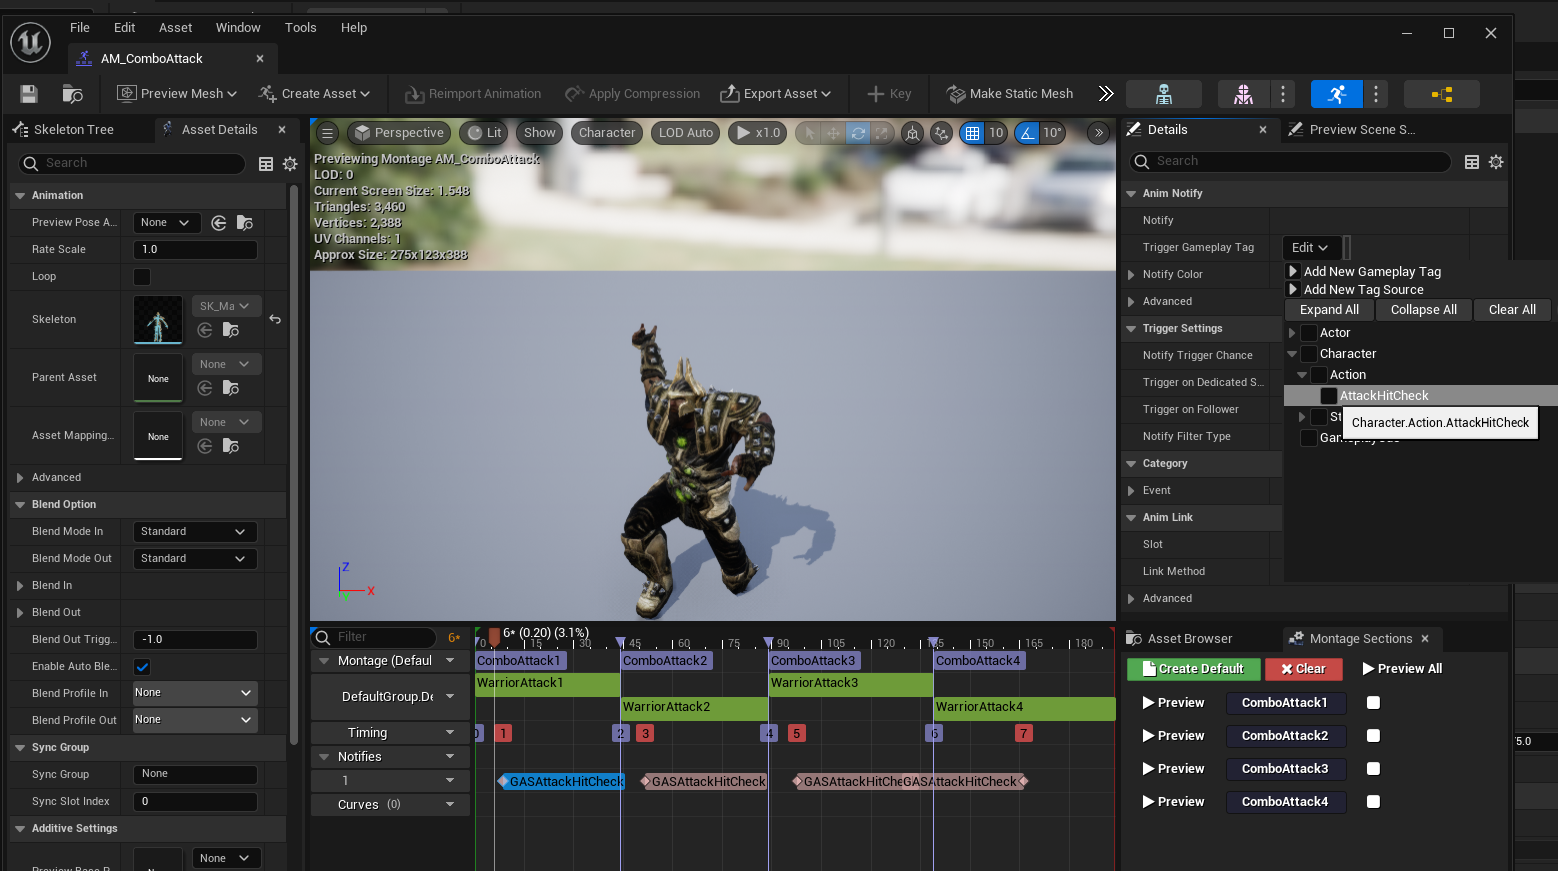 File Edit Asset Window Tools Help
AM_ComboAttack
Preview Mesh Create Asset Reimport Animation Apply Compression Export Asset Key Make Static Mesh
Skeleton Tree Asset Details
Search
Animation
Preview Pose A... None
Rate Scale 1.0
Loop
Skeleton SK_Ma
Parent Asset None None
Asset Mapping... None None
Advanced
Blend Option
Blend Mode In Standard
Blend Mode Out Standard
Blend In
Blend Out
Blend Out Trigg... -1.0
Enable Auto Ble...
Blend Profile In None
Blend Profile Out None
Sync Group
Sync Group None
Sync Slot Index 0
Additive Settings
None
Perspective Lit Show Character LOD Auto x1.0 10 10°
Previewing Montage AM_ComboAttack
LOD: 0
Current Screen Size: 1.548
Triangles: 3,460
Vertices: 2,388
UV Channels: 1
Approx Size: 275x123x388
Z
X
Y
Filter 6*
6* (0.20) (3.1%)
0 15 30 45 60 75 90 105 120 135 150 165 180
Montage (Defaul ComboAttack1 ComboAttack2 ComboAttack3 ComboAttack4
WarriorAttack1 WarriorAttack3
DefaultGroup.De
WarriorAttack2 WarriorAttack4
Timing 0 1 2 3 4 5 6 7
Notifies
1 GASAttackHitCheck GASAttackHitCheck GASAttackHitChe GASAttackHitCheck
Curves (0)
Details Preview Scene S...
Search
Anim Notify
Notify
Trigger Gameplay Tag Edit
Notify Color
Advanced
Trigger Settings
Notify Trigger Chance
Trigger on Dedicated S...
Trigger on Follower
Notify Filter Type
Category
Event
Anim Link
Slot
Link Method
Advanced
Add New Gameplay Tag
Add New Tag Source
Expand All Collapse All Clear All
Actor
Character
Action
AttackHitCheck
St
Character.Action.AttackHitCheck
Asset Browser Montage Sections
Create Default Clear Preview All
Preview ComboAttack1
Preview ComboAttack2
Preview ComboAttack3
Preview ComboAttack4